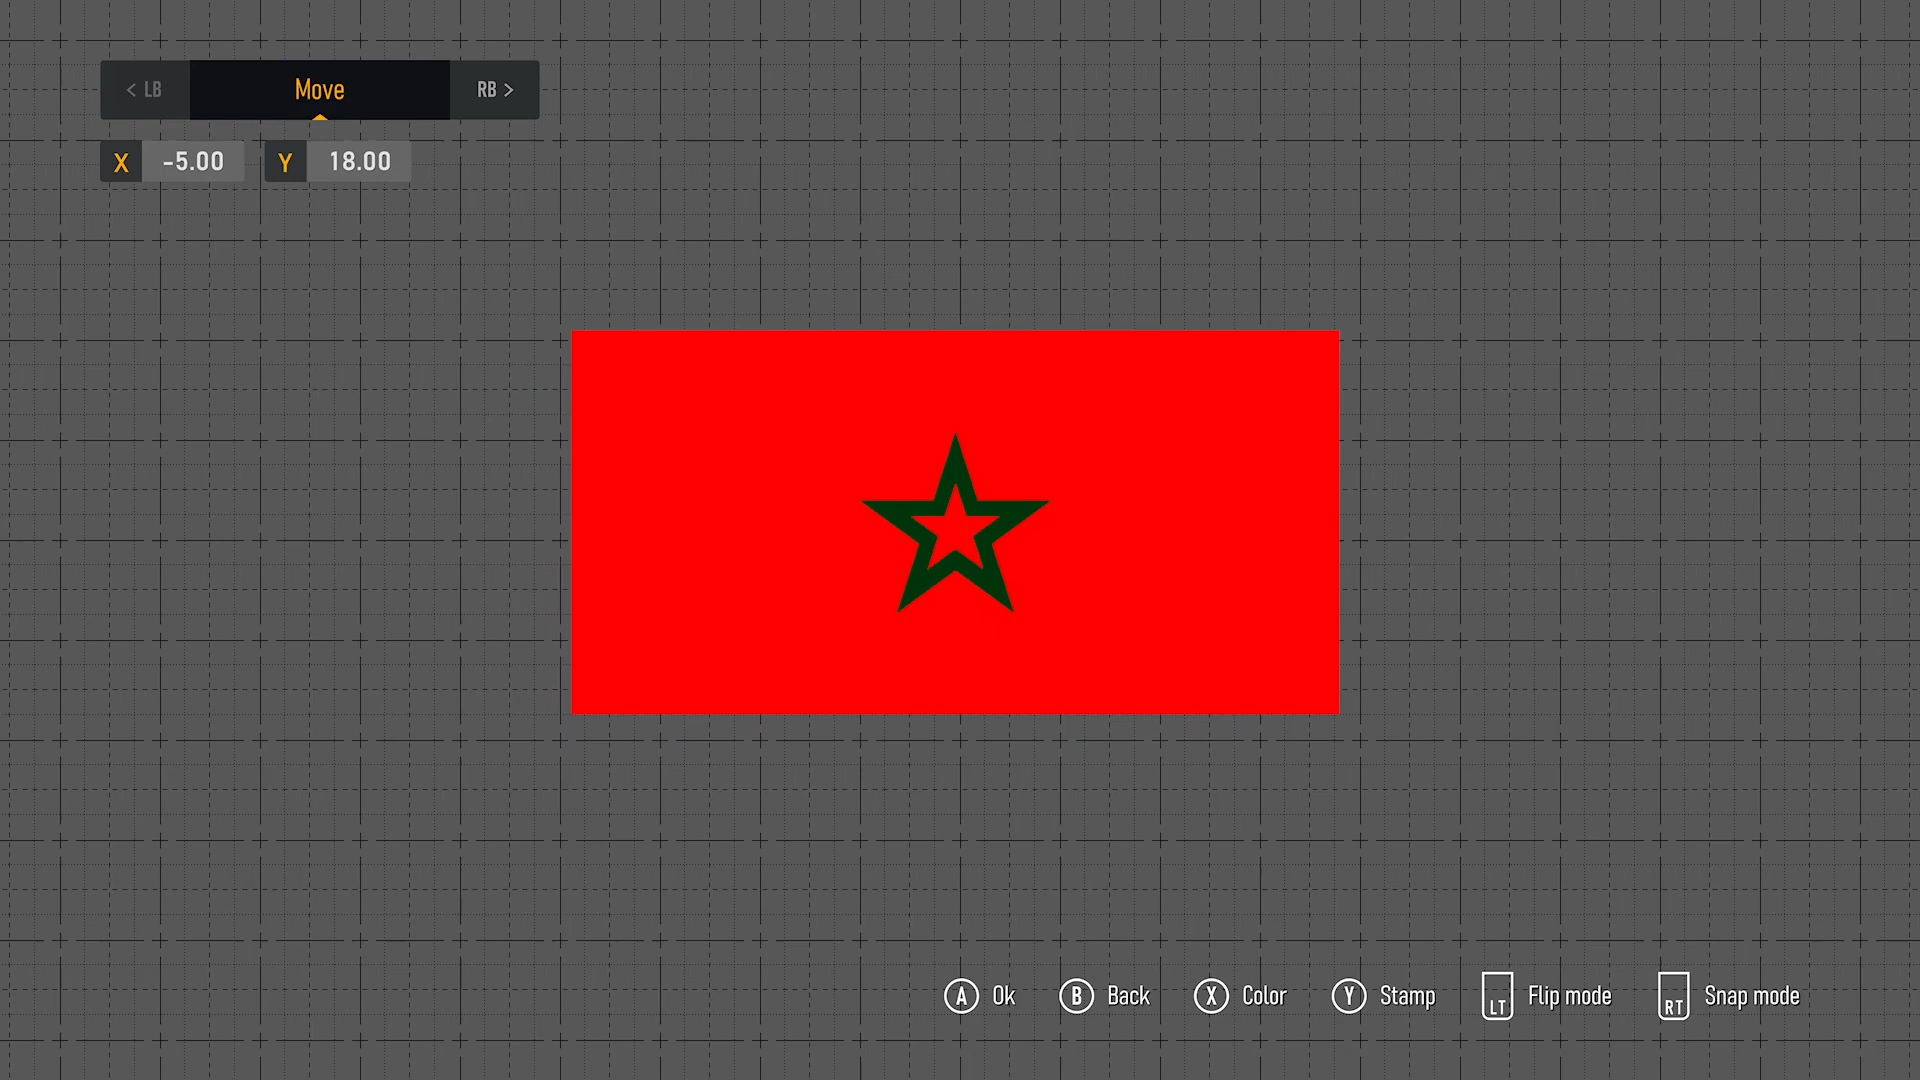 < LB Move RB >
X -5.00 Y 18.00
A Ok B Back X Color Y Stamp LT Flip mode RT Snap mode